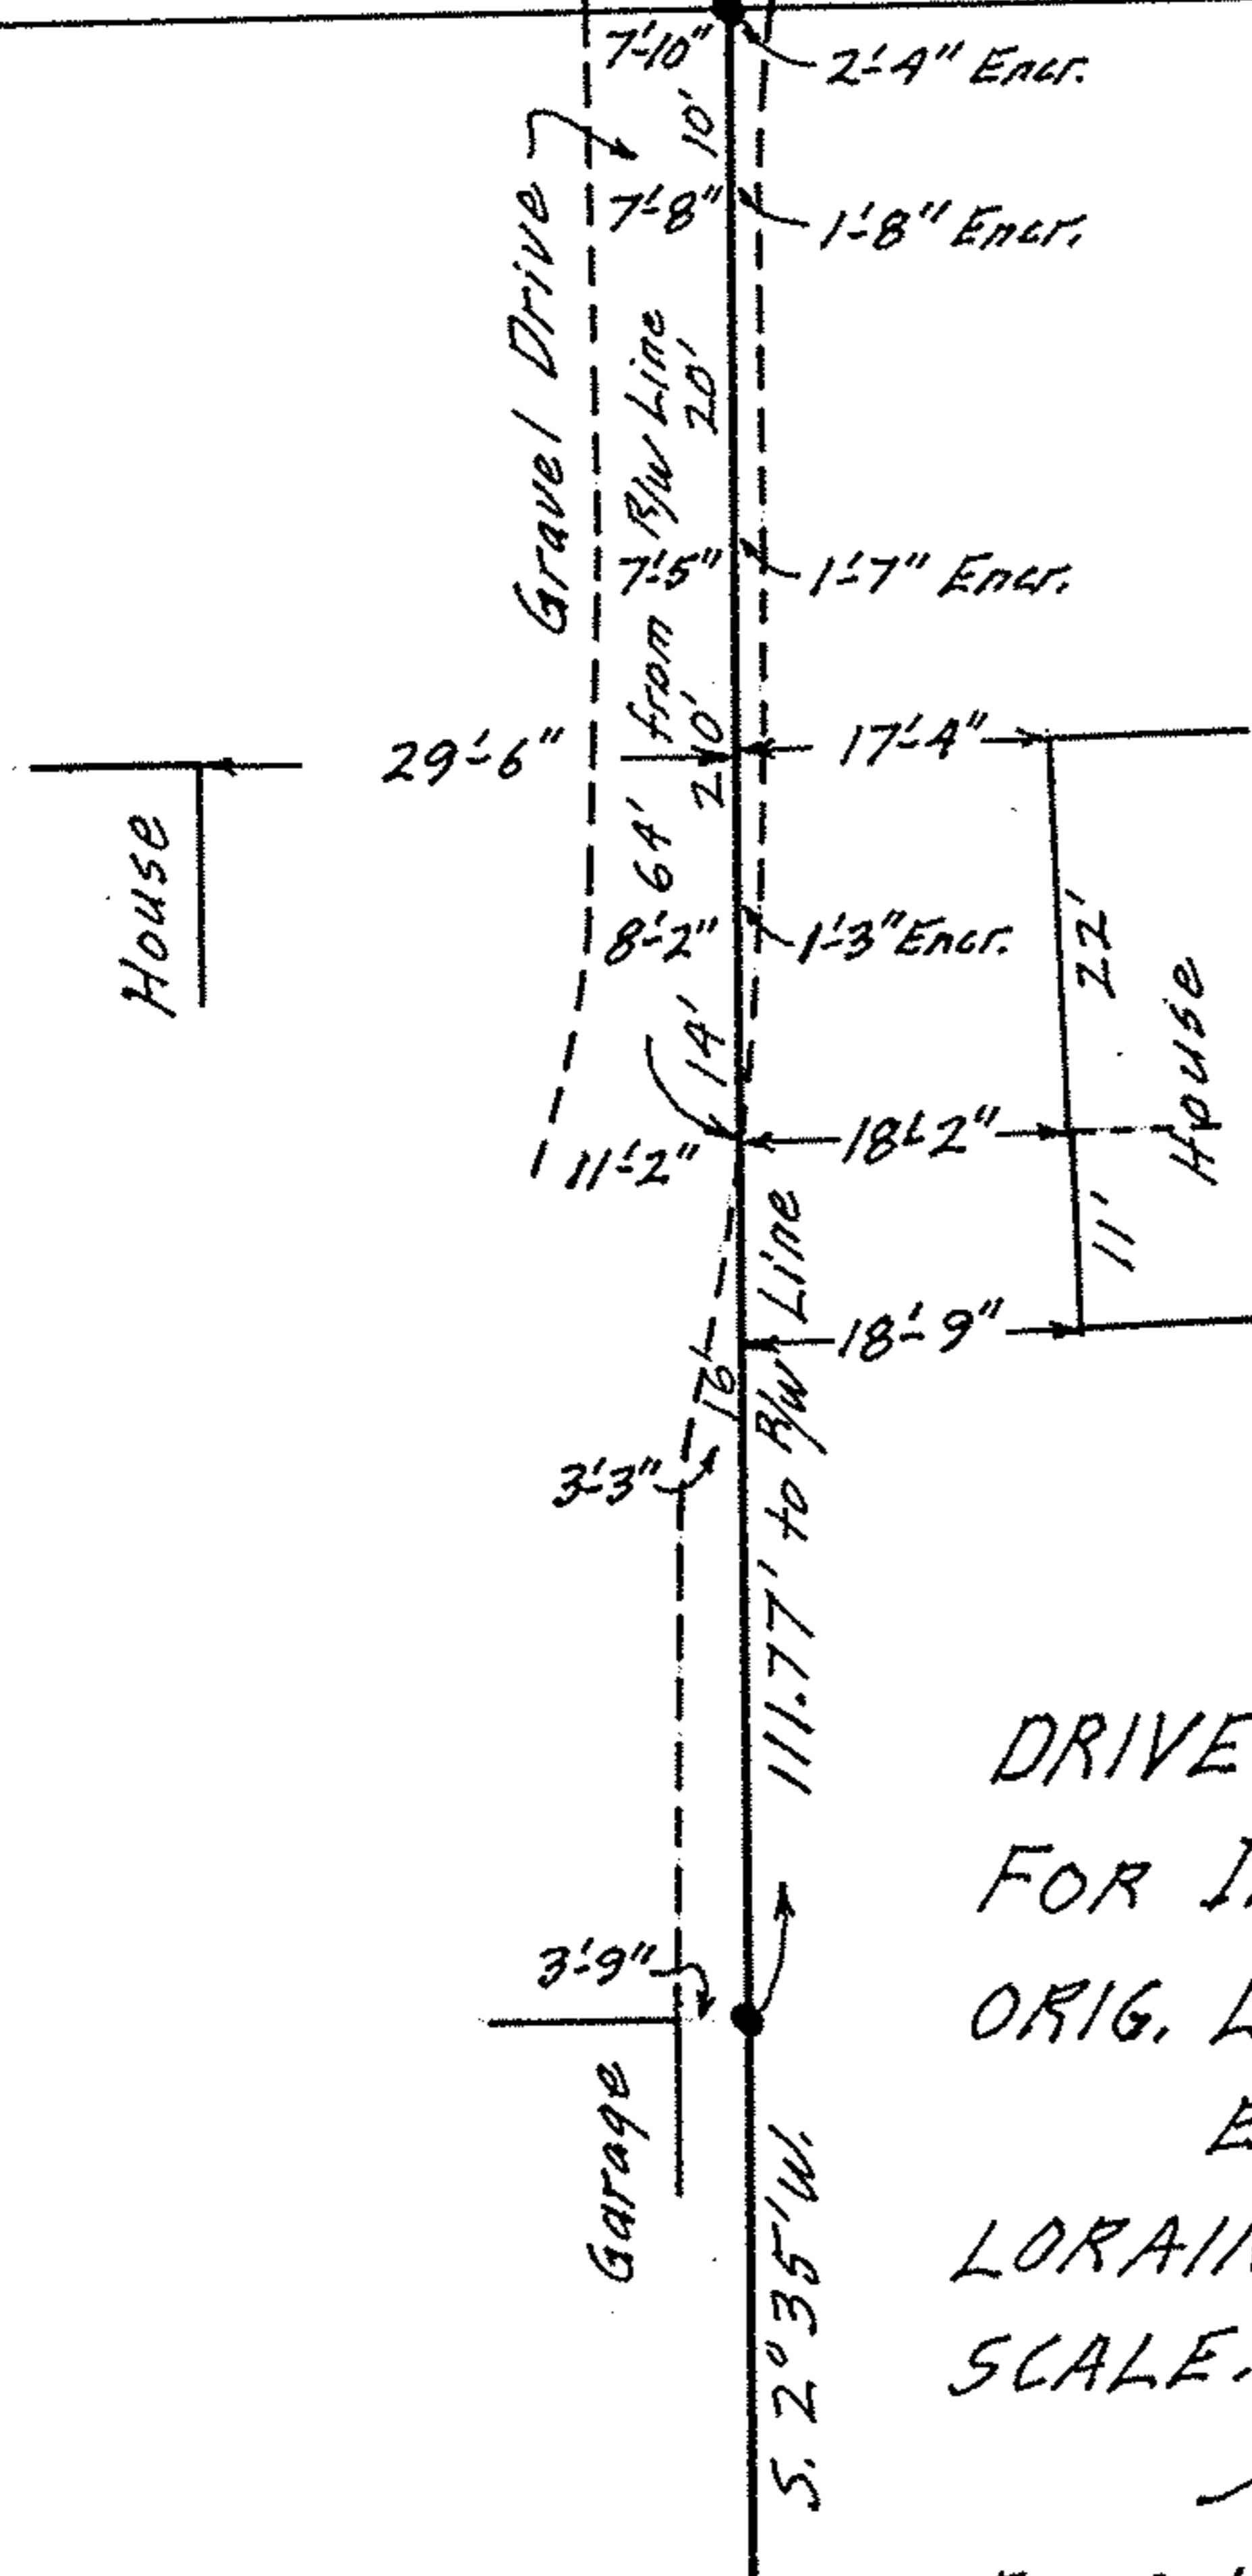 7'-10"
2'-4" Encr.
10'
7'-8"
1'-8" Encr.
Gravel Drive
20'
7'-5"
1'-7" Encr.
64' from R/W Line
20'
29'-6"
17'-4"
House
8'-2"
1'-3" Encr.
22'
14'
House
11'-2"
18'-2"
11'
16'
18'-9"
3'-3"
111.77' to R/W Line
3'-9"
Garage
S. 2° 35' W.
DRIVE
FOR
ORIG. L
E
LORAIN
SCALE.